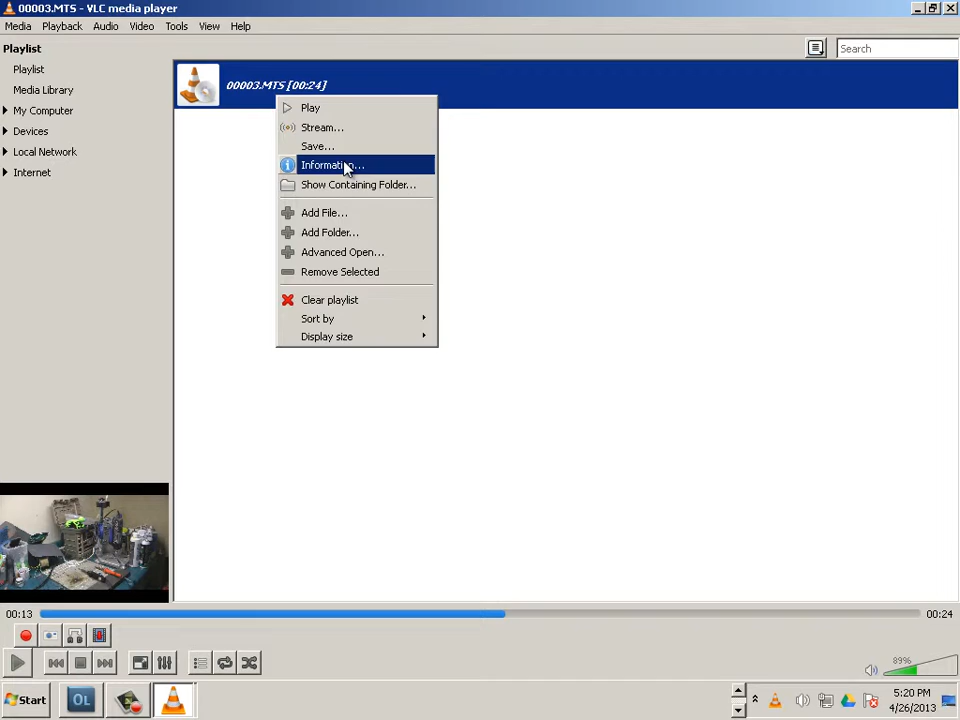 00003.MTS - VLC media player
Media Playback Audio Video Tools View Help
Playlist
Search
Playlist
Media Library
My Computer
Devices
Local Network
Internet
00003.MTS [00:24]
Play
Stream...
Save...
Information...
Show Containing Folder...
Add File...
Add Folder...
Advanced Open...
Remove Selected
Clear playlist
Sort by
Display size
00:13
00:24
89%
Start
OL
5:20 PM
4/26/2013